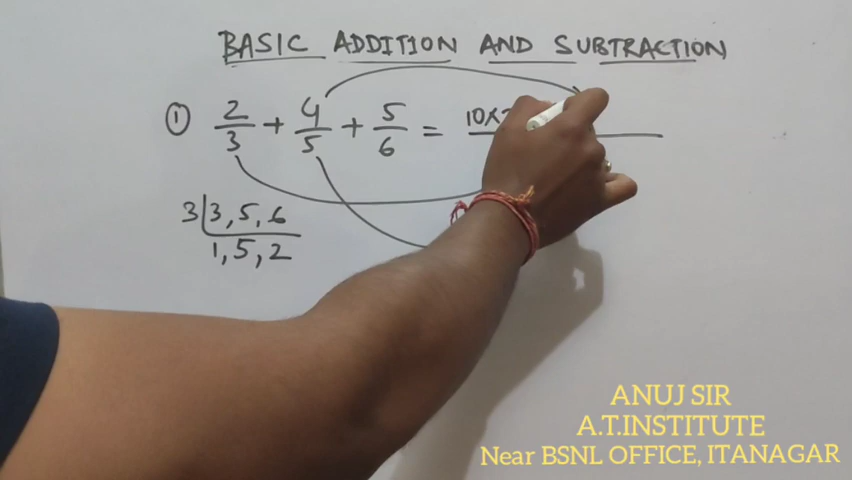 BASIC ADDITION AND SUBTRACTION
① 2/3 + 4/5 + 5/6 = 10×
3 | 3, 5, 6
1, 5, 2
ANUJ SIR
A.T.INSTITUTE
Near BSNL OFFICE, ITANAGAR